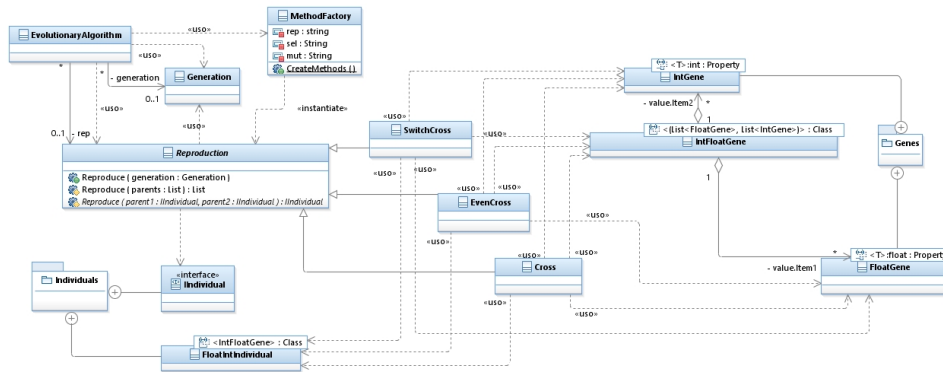 MethodFactory
rep : string
sel : String
mut : String
CreateMethods ( )
EvolutionaryAlgorithm
«uso»
«uso»
* *
- generation
0..1
Generation
«uso»
«uso»
«instantiate»
0..1 - rep
Reproduction
Reproduce ( generation : Generation )
Reproduce ( parents : List ) : List
Reproduce ( parent1 : IIndividual, parent2 : IIndividual ) : IIndividual
SwitchCross
«uso»
«uso»
«uso»
<T>:int : Property
IntGene
- value.Item2 *
1
<(List<FloatGene>, List<IntGene>)> : Class
IntFloatGene
1
Genes
«uso» «uso»
EvenCross
«uso»
«uso»
«uso» «uso»
Cross
«uso»
«uso»
*
- value.Item1
<T>:float : Property
FloatGene
«interface»
IIndividual
Individuals
<IntFloatGene> : Class
FloatIntIndividual